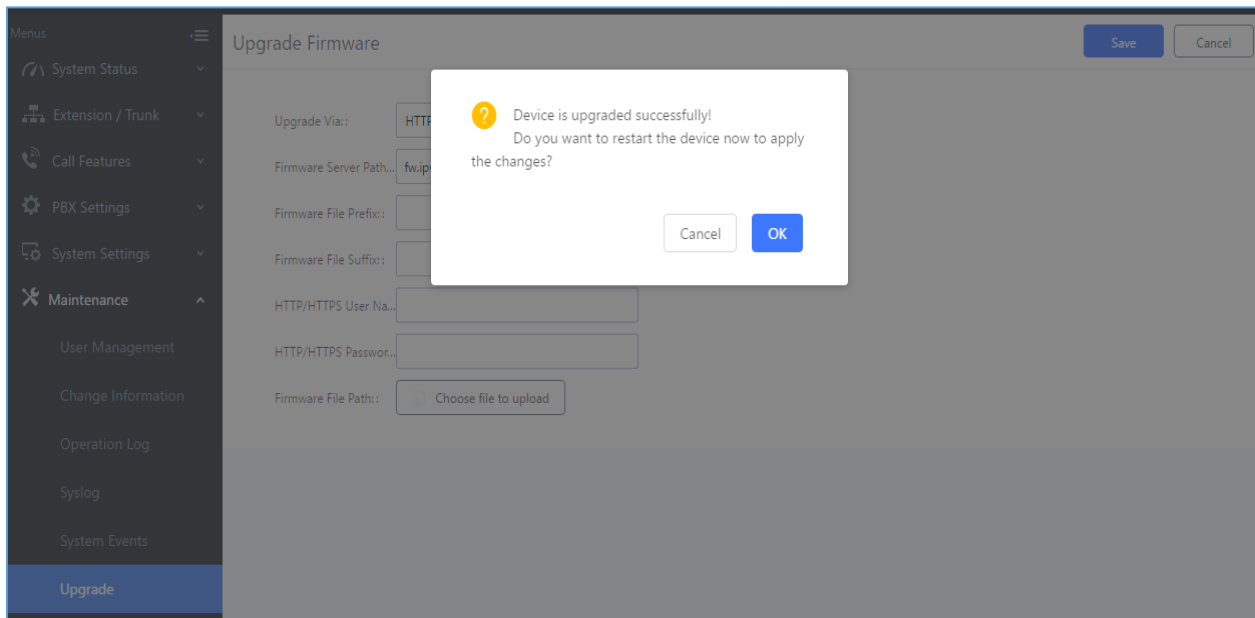 Menus
System Status
Extension / Trunk
Call Features
PBX Settings
System Settings
Maintenance
User Management
Change Information
Operation Log
Syslog
System Events
Upgrade
Upgrade Firmware
Save
Cancel
Upgrade Via::
HTTP
Firmware Server Path...
fw.ip
Firmware File Prefix::
Firmware File Suffix::
HTTP/HTTPS User Na...
HTTP/HTTPS Passwor...
Firmware File Path::
Choose file to upload
?
Device is upgraded successfully!
Do you want to restart the device now to apply
the changes?
Cancel
OK